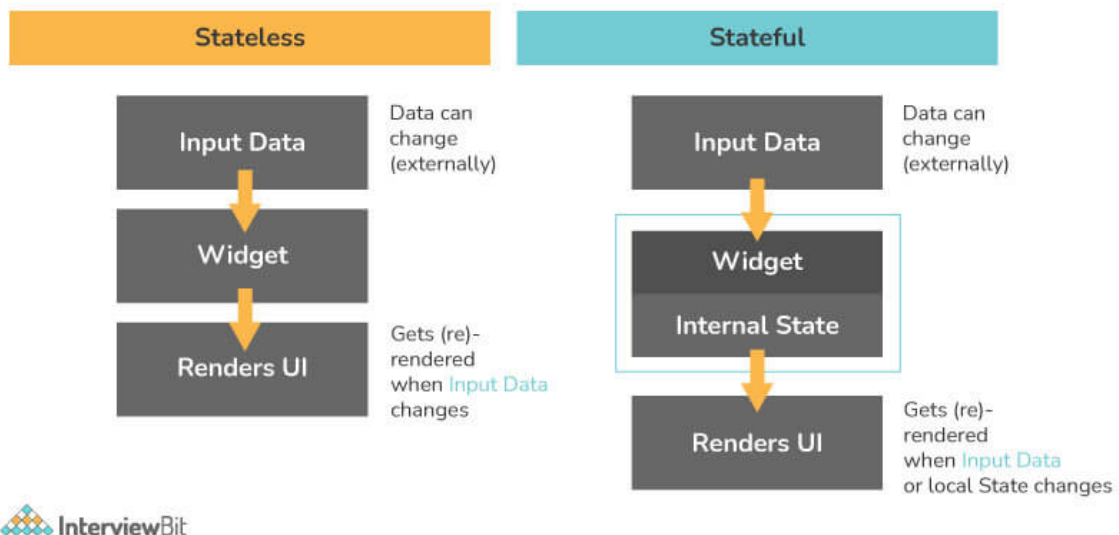 Stateless
Input Data
Data can
change
(externally)
Widget
Renders UI
Gets (re)-
rendered
when Input Data
changes
Stateful
Input Data
Data can
change
(externally)
Widget
Internal State
Renders UI
Gets (re)-
rendered
when Input Data
or local State changes
InterviewBit